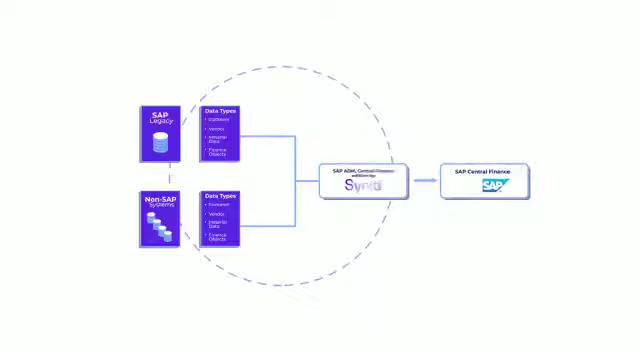 SAP
Legacy
Data Types
Customer
Vendor
Material
Data
Finance
Objects
SAP ADM, Central Finance
Syniti
SAP Central Finance
SAP
Non-SAP
Systems
Data Types
Customer
Vendor
Material
Data
Finance
Objects